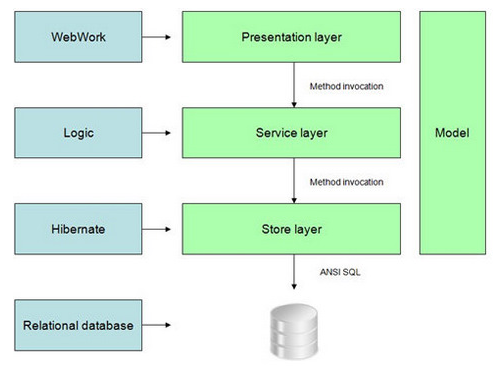 WebWork
Presentation layer
Method invocation
Logic
Service layer
Model
Method invocation
Hibernate
Store layer
ANSI SQL
Relational database